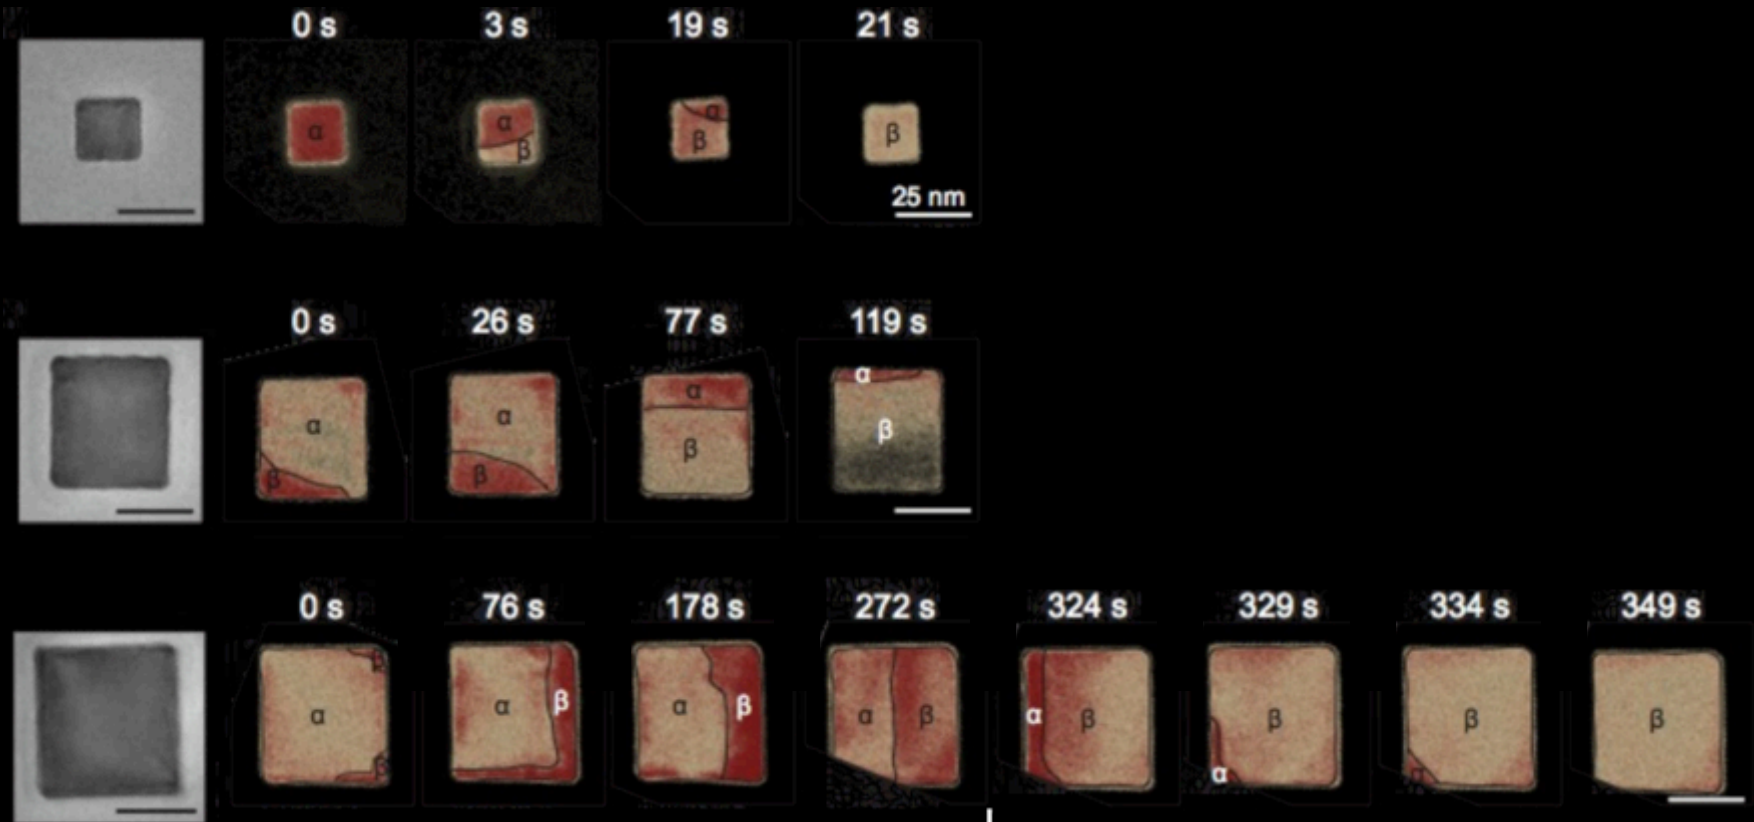 0 s 3 s 19 s 21 s
α α α β
β β
25 nm
0 s 26 s 77 s 119 s
α α α α
β β β β
0 s 76 s 178 s 272 s 324 s 329 s 334 s 349 s
β
α α β α β α β α β β β β
β α α